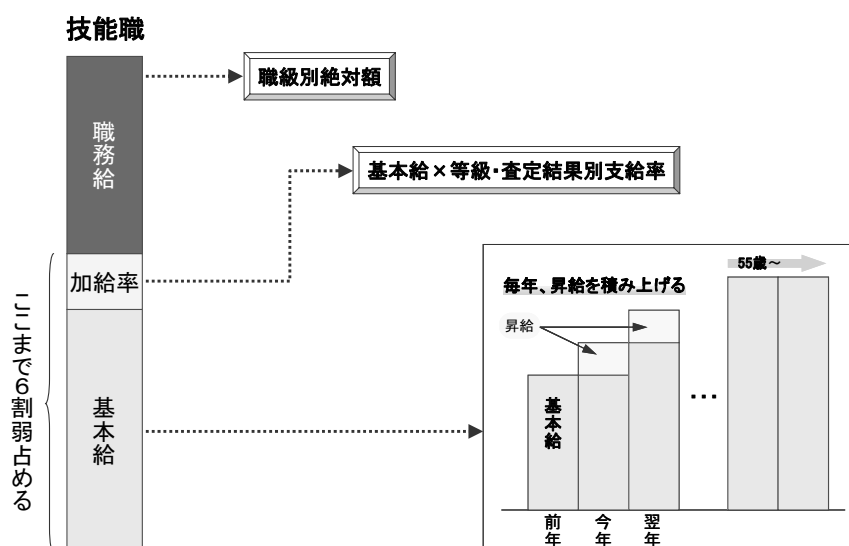 技能職
職級別絶対額
職務給
基本給×等級・査定結果別支給率
加給率
ここまで６割弱占める
基本給
毎年、昇給を積み上げる
55歳～
昇給
基本給
…
前年
今年
翌年